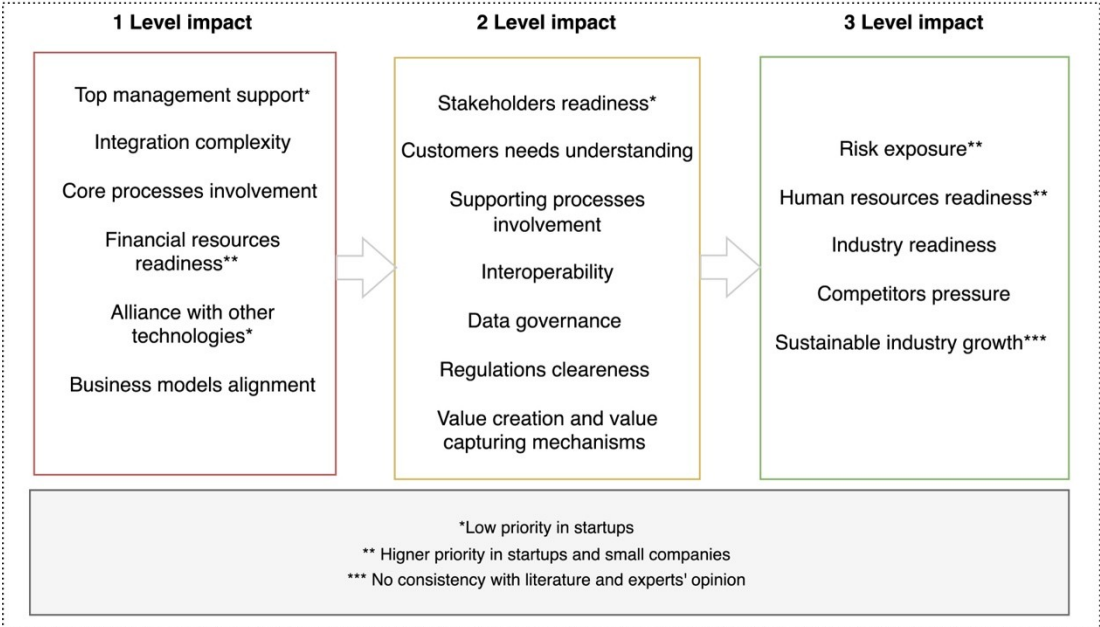 1 Level impact
2 Level impact
3 Level impact
Top management support*
Integration complexity
Core processes involvement
Financial resources
readiness**
Alliance with other
technologies*
Business models alignment
Stakeholders readiness*
Customers needs understanding
Supporting processes
involvement
Interoperability
Data governance
Regulations cleareness
Value creation and value
capturing mechanisms
Risk exposure**
Human resources readiness**
Industry readiness
Competitors pressure
Sustainable industry growth***
*Low priority in startups
** Higner priority in startups and small companies
*** No consistency with literature and experts' opinion